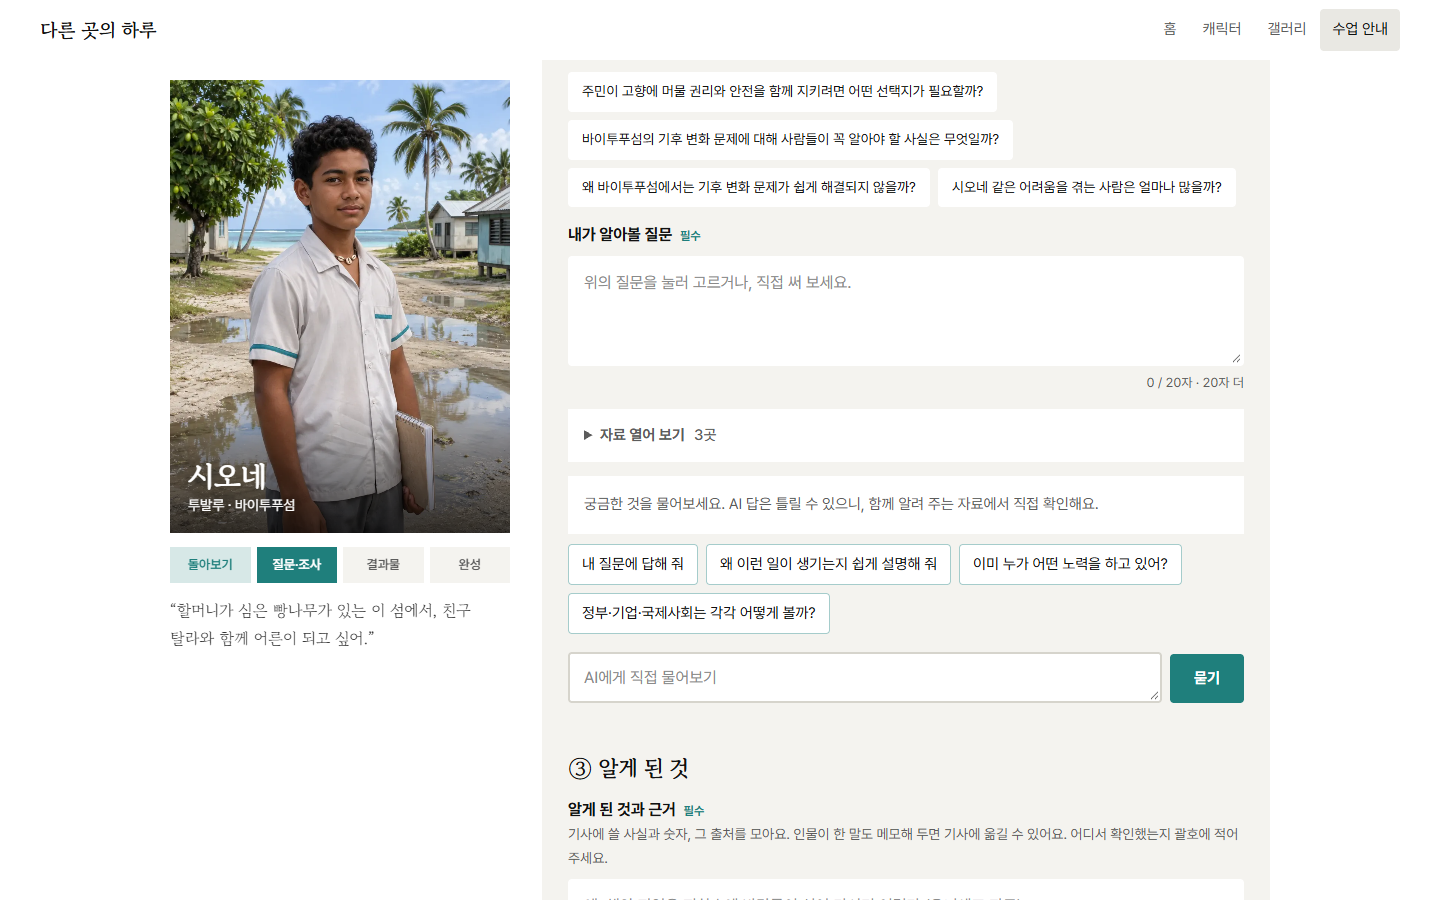 다른 곳의 하루
홈
캐릭터
갤러리
수업 안내
시오네
투발루 · 바이투푸섬
돌아보기
질문·조사
결과물
완성
“할머니가 심은 빵나무가 있는 이 섬에서, 친구
탈라와 함께 어른이 되고 싶어.”
주민이 고향에 머물 권리와 안전을 함께 지키려면 어떤 선택지가 필요할까?
바이투푸섬의 기후 변화 문제에 대해 사람들이 꼭 알아야 할 사실은 무엇일까?
왜 바이투푸섬에서는 기후 변화 문제가 쉽게 해결되지 않을까?
시오네 같은 어려움을 겪는 사람은 얼마나 많을까?
내가 알아볼 질문 필수
위의 질문을 눌러 고르거나, 직접 써 보세요.
0 / 20자 · 20자 더
▶ 자료 열어 보기 3곳
궁금한 것을 물어보세요. AI 답은 틀릴 수 있으니, 함께 알려 주는 자료에서 직접 확인해요.
내 질문에 답해 줘
왜 이런 일이 생기는지 쉽게 설명해 줘
이미 누가 어떤 노력을 하고 있어?
정부·기업·국제사회는 각각 어떻게 볼까?
AI에게 직접 물어보기
묻기
③ 알게 된 것
알게 된 것과 근거 필수
기사에 쓸 사실과 숫자, 그 출처를 모아요. 인물이 한 말도 메모해 두면 기사에 옮길 수 있어요. 어디서 확인했는지 괄호에 적어
주세요.